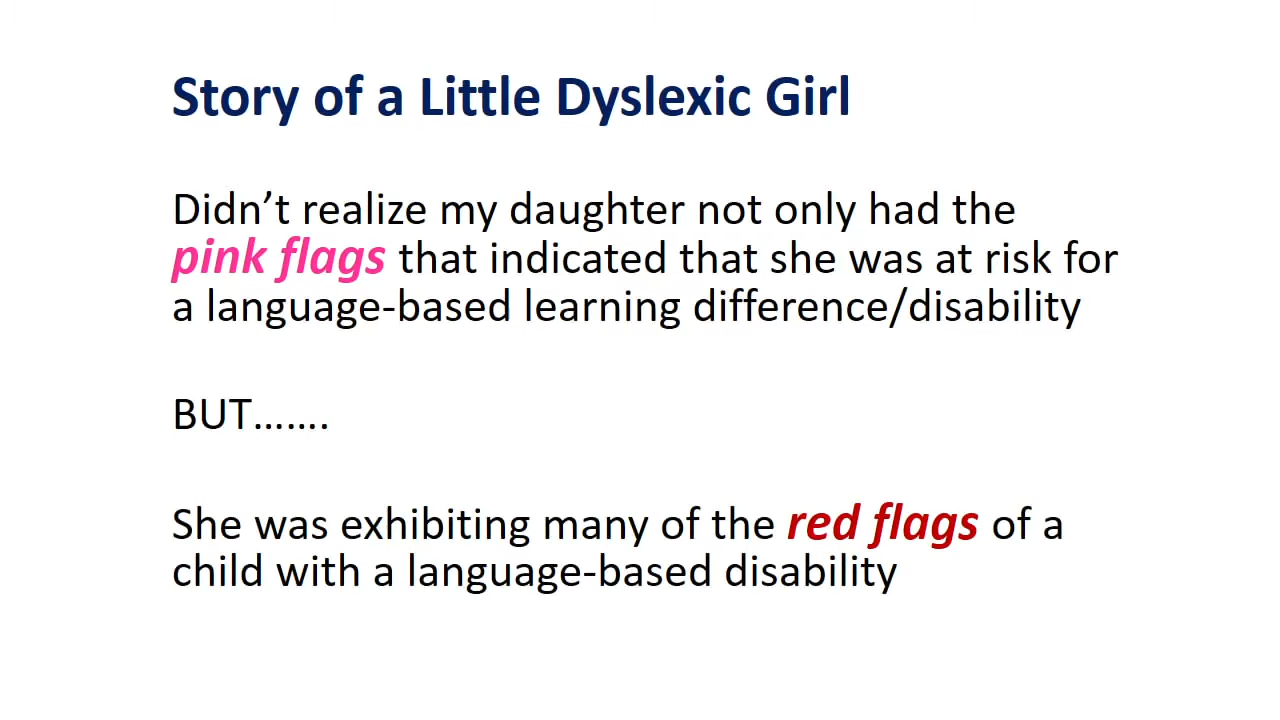 Story of a Little Dyslexic Girl
Didn’t realize my daughter not only had the
pink flags that indicated that she was at risk for
a language-based learning difference/disability
BUT…….
She was exhibiting many of the red flags of a
child with a language-based disability